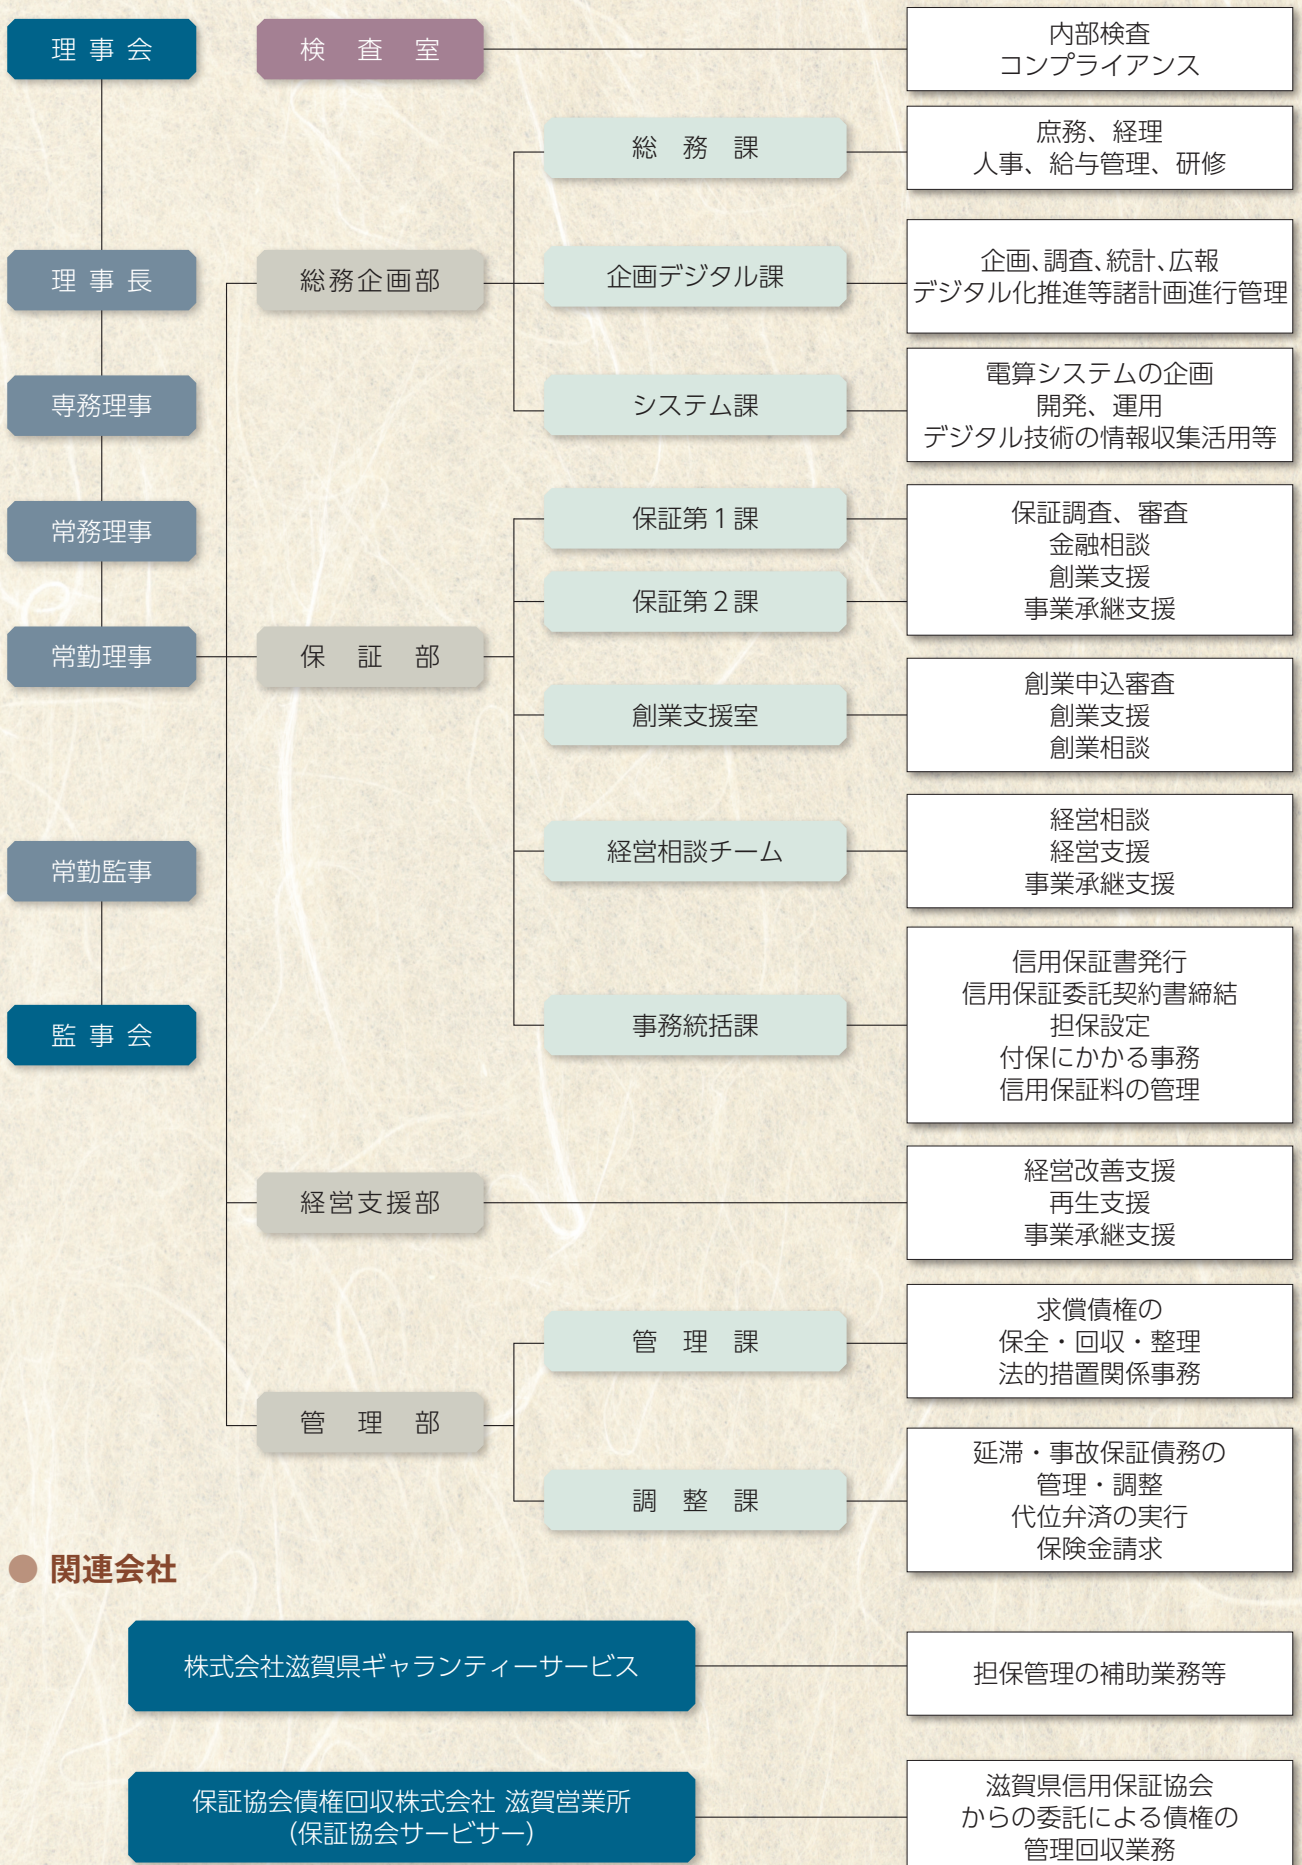 理事会
検査室
内部検査
コンプライアンス
総務課
庶務、経理
人事、給与管理、研修
理事長
総務企画部
企画デジタル課
企画、調査、統計、広報
デジタル化推進等諸計画進行管理
専務理事
システム課
電算システムの企画
開発、運用
デジタル技術の情報収集活用等
常務理事
保証第1課
保証第2課
保証調査、審査
金融相談
創業支援
事業承継支援
常勤理事
保証部
創業支援室
創業申込審査
創業支援
創業相談
常勤監事
経営相談チーム
経営相談
経営支援
事業承継支援
監事会
事務統括課
信用保証書発行
信用保証委託契約書締結
担保設定
付保にかかる事務
信用保証料の管理
経営支援部
経営改善支援
再生支援
事業承継支援
管理部
管理課
求償債権の
保全・回収・整理
法的措置関係事務
調整課
延滞・事故保証債務の
管理・調整
代位弁済の実行
保険金請求
● 関連会社
株式会社滋賀県ギャランティーサービス
担保管理の補助業務等
保証協会債権回収株式会社 滋賀営業所
（保証協会サービサー）
滋賀県信用保証協会
からの委託による債権の
管理回収業務